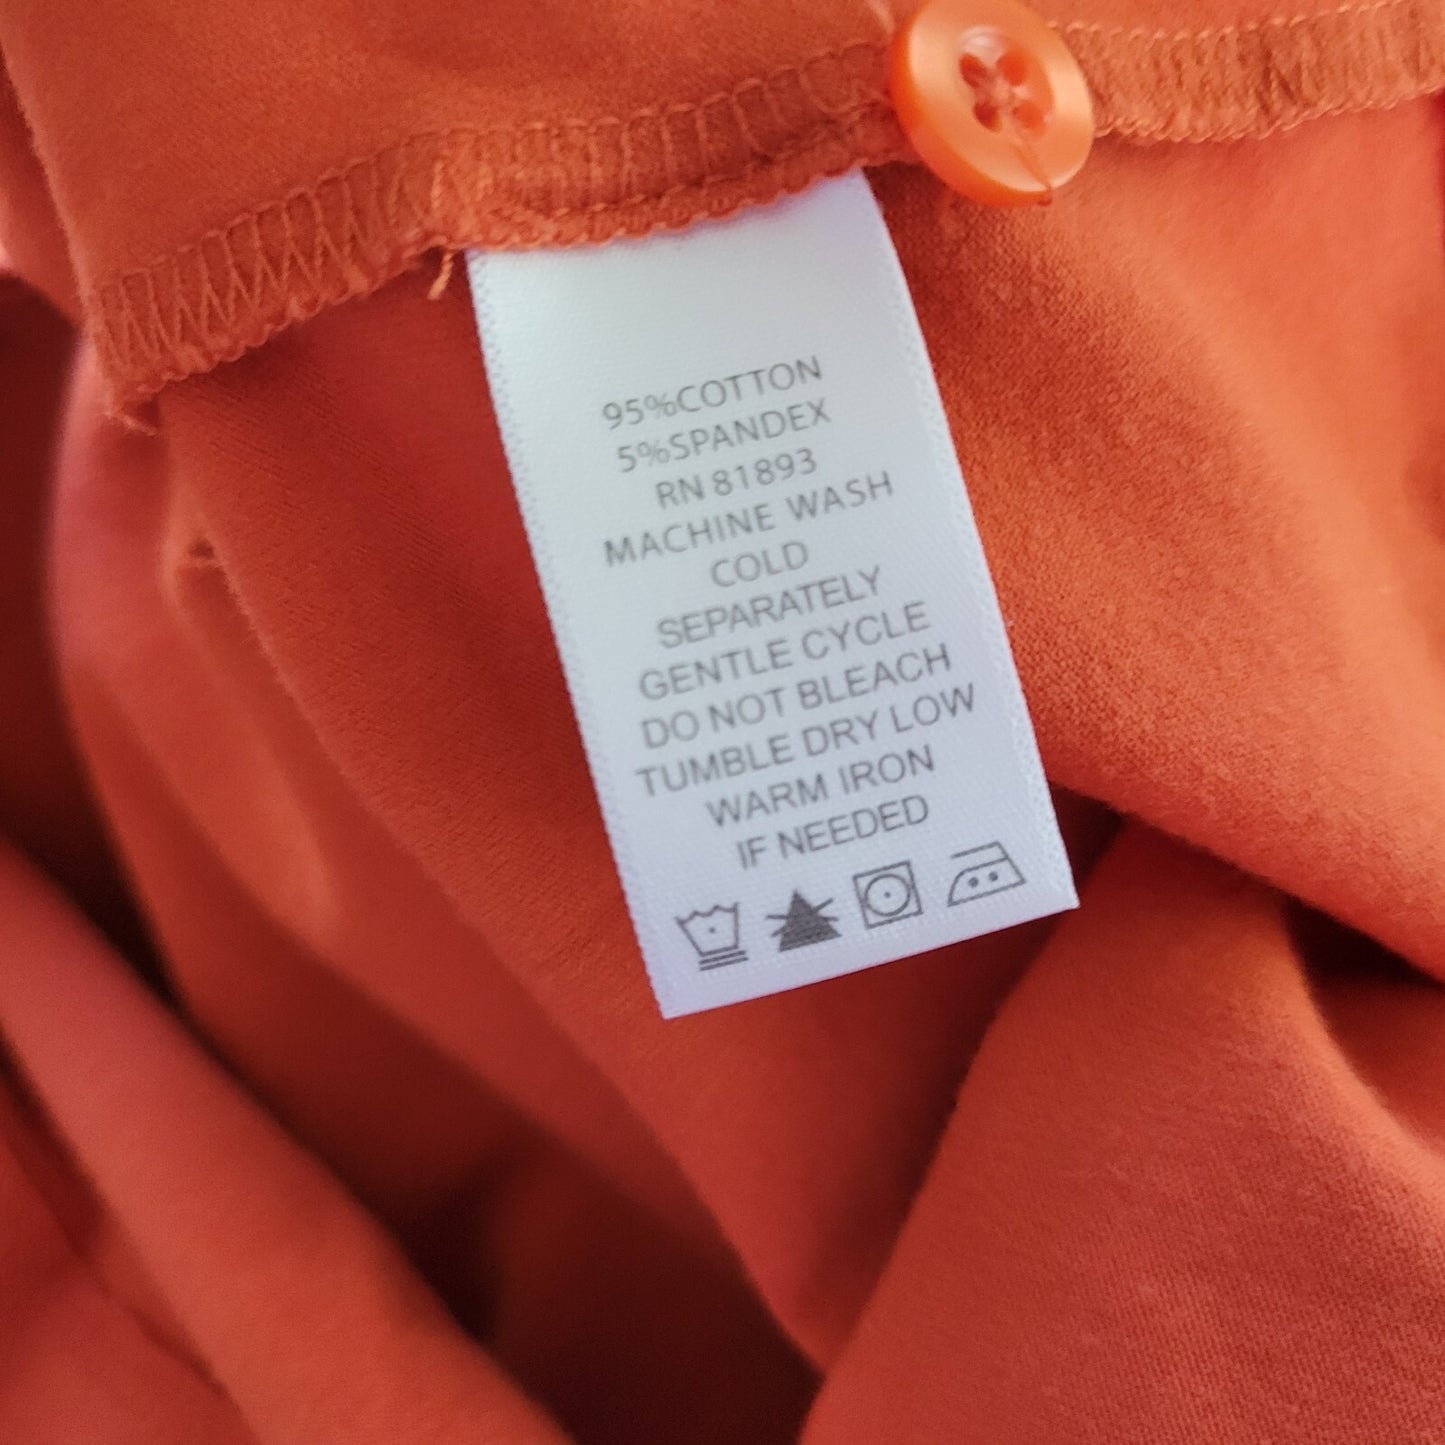 95%COTTON
5%SPANDEX
RN 81893
MACHINE WASH
COLD
SEPARATELY
GENTLE CYCLE
DO NOT BLEACH
TUMBLE DRY LOW
WARM IRON
IF NEEDED